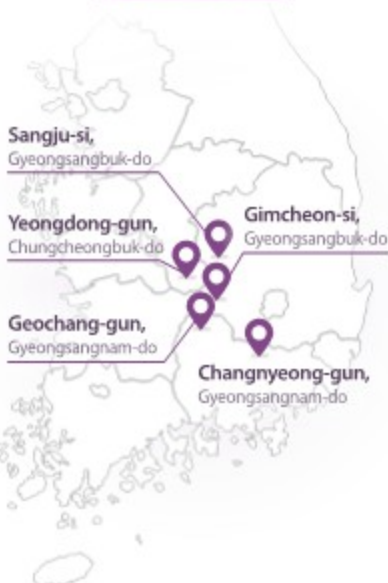 Sangju-si,
Gyeongsangbuk-do
Yeongdong-gun,
Chungcheongbuk-do
Gimcheon-si,
Gyeongsangbuk-do
Geochang-gun,
Gyeongsangnam-do
Changnyeong-gun,
Gyeongsangnam-do